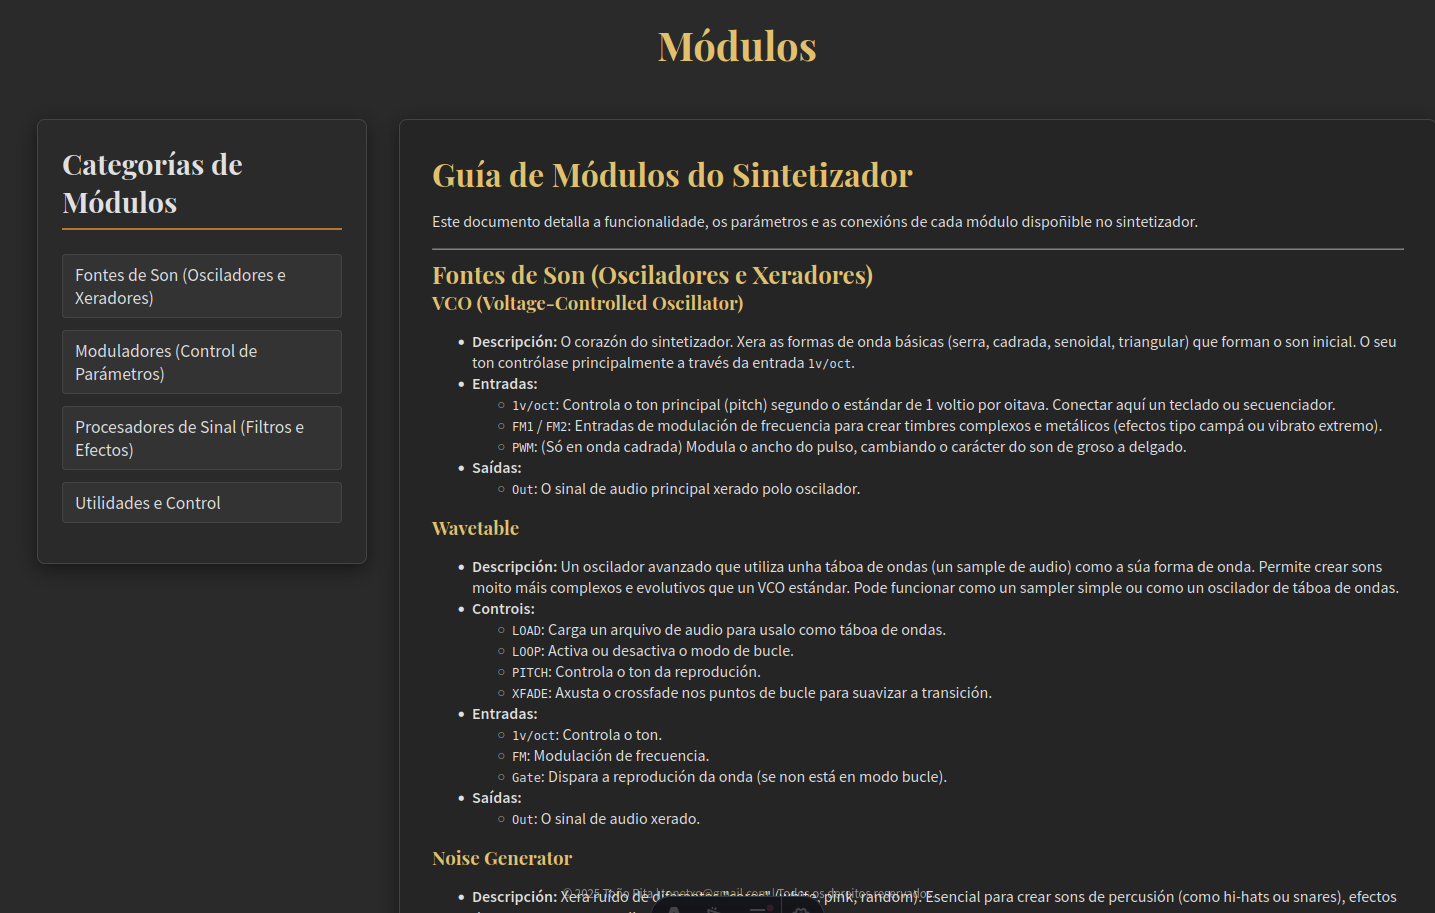 Módulos
Categorías de
Módulos
Fontes de Son (Osciladores e
Xeradores)
Moduladores (Control de
Parámetros)
Procesadores de Sinal (Filtros e
Efectos)
Utilidades e Control
Guía de Módulos do Sintetizador
Este documento detalla a funcionalidade, os parámetros e as conexións de cada módulo dispoñible no sintetizador.
Fontes de Son (Osciladores e Xeradores)
VCO (Voltage-Controlled Oscillator)
• Descripción: O corazón do sintetizador. Xera as formas de onda básicas (serra, cadrada, senoidal, triangular) que forman o son inicial. O seu
ton contrólase principalmente a través da entrada 1v/oct.
• Entradas:
○ 1v/oct: Controla o ton principal (pitch) segundo o estándar de 1 voltio por oitava. Conectar aquí un teclado ou secuenciador.
○ FM1 / FM2: Entradas de modulación de frecuencia para crear timbres complexos e metálicos (efectos tipo campá ou vibrato extremo).
○ PWM: (Só en onda cadrada) Modula o ancho do pulso, cambiando o carácter do son de groso a delgado.
• Saídas:
○ Out: O sinal de audio principal xerado polo oscilador.
Wavetable
• Descripción: Un oscilador avanzado que utiliza unha táboa de ondas (un sample de audio) como a súa forma de onda. Permite crear sons
moito máis complexos e evolutivos que un VCO estándar. Pode funcionar como un sampler simple ou como un oscilador de táboa de ondas.
• Controis:
○ LOAD: Carga un arquivo de audio para usalo como táboa de ondas.
○ LOOP: Activa ou desactiva o modo de bucle.
○ PITCH: Controla o ton da reprodución.
○ XFADE: Axusta o crossfade nos puntos de bucle para suavizar a transición.
• Entradas:
○ 1v/oct: Controla o ton.
○ FM: Modulación de frecuencia.
○ Gate: Dispara a reprodución da onda (se non está en modo bucle).
• Saídas:
○ Out: O sinal de audio xerado.
Noise Generator
• Descripción: Xera ruído de pink, random). Esencial para crear sons de percusión (como hi-hats ou snares), efectos
© 2025 Toño Pita | @gmail.com | Todos os dereitos reservados